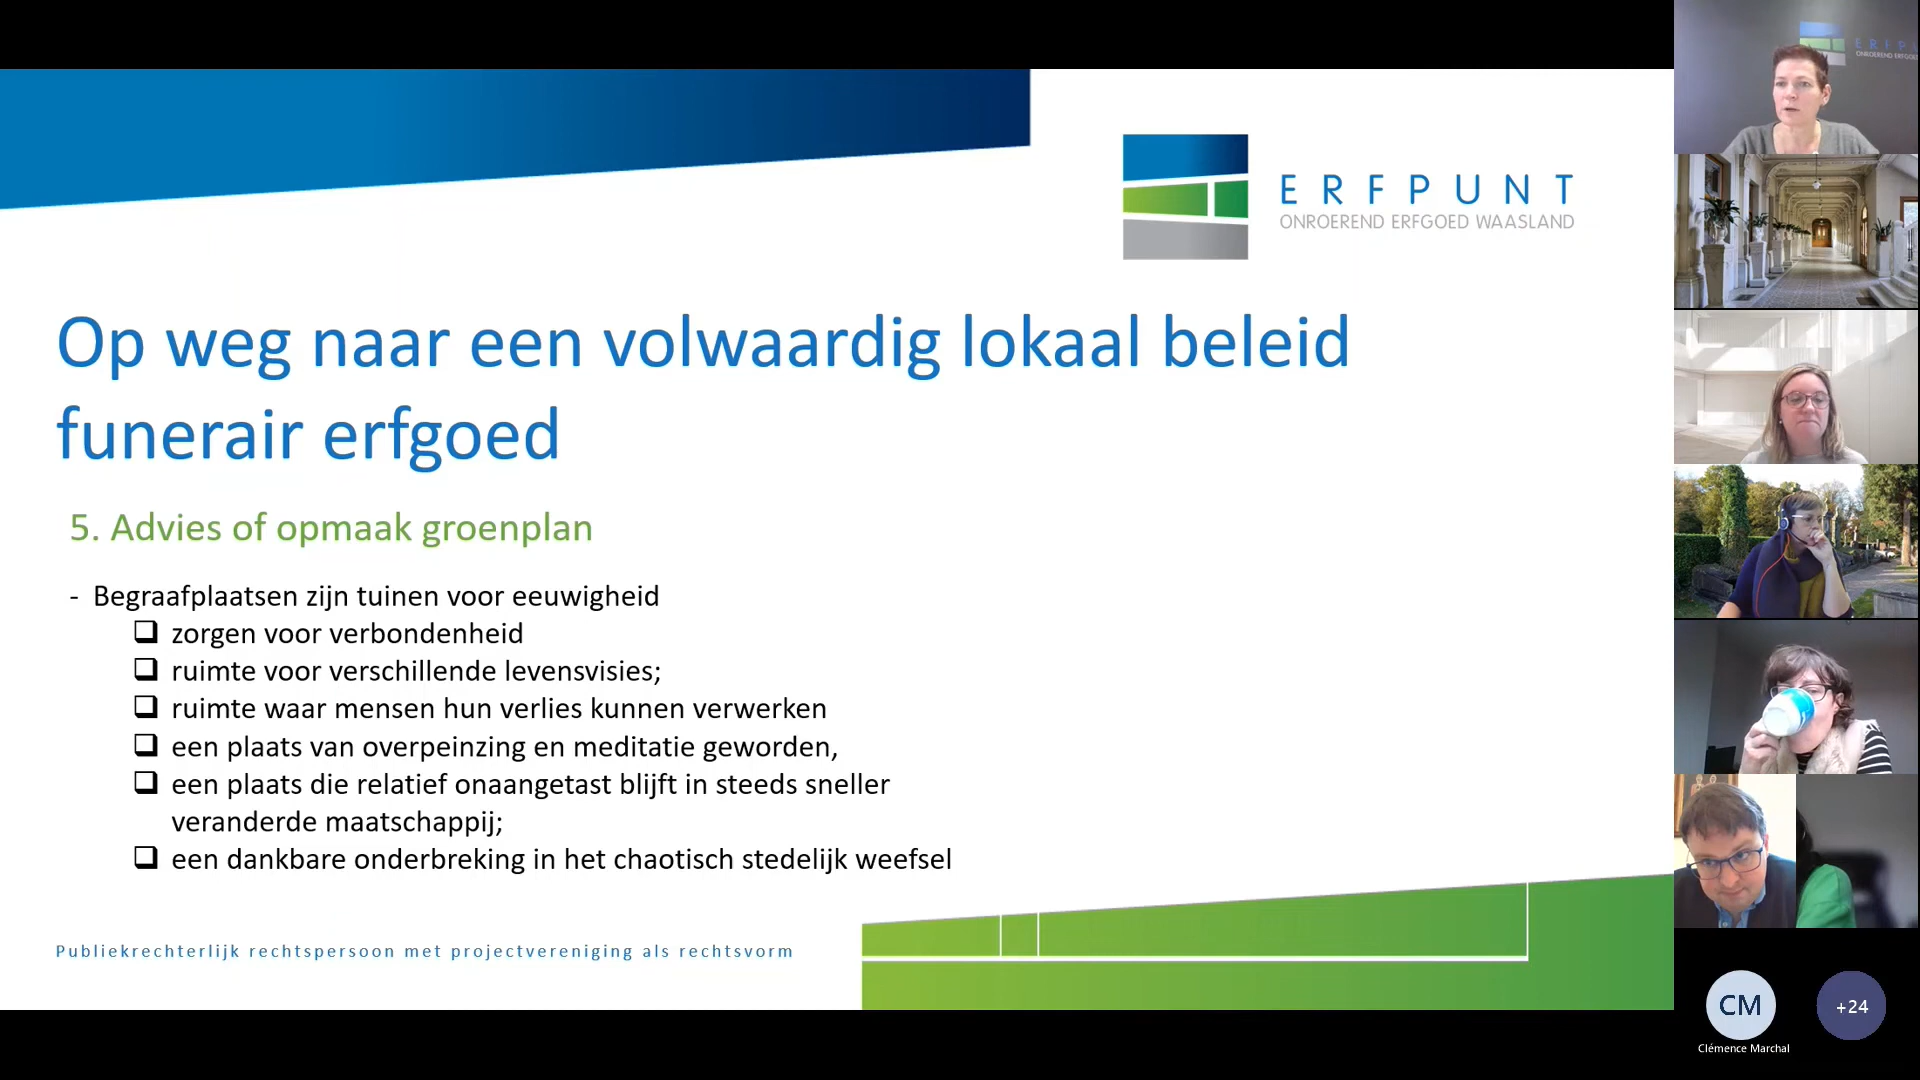 ERFPUNT
ONROEREND ERFGOED WAASLAND
Op weg naar een volwaardig lokaal beleid
funerair erfgoed
5. Advies of opmaak groenplan
- Begraafplaatsen zijn tuinen voor eeuwigheid
❑ zorgen voor verbondenheid
❑ ruimte voor verschillende levensvisies;
❑ ruimte waar mensen hun verlies kunnen verwerken
❑ een plaats van overpeinzing en meditatie geworden,
❑ een plaats die relatief onaangetast blijft in steeds sneller
veranderde maatschappij;
❑ een dankbare onderbreking in het chaotisch stedelijk weefsel
Publiekrechterlijk rechtspersoon met projectvereniging als rechtsvorm
CM
+24
Clémence Marchal